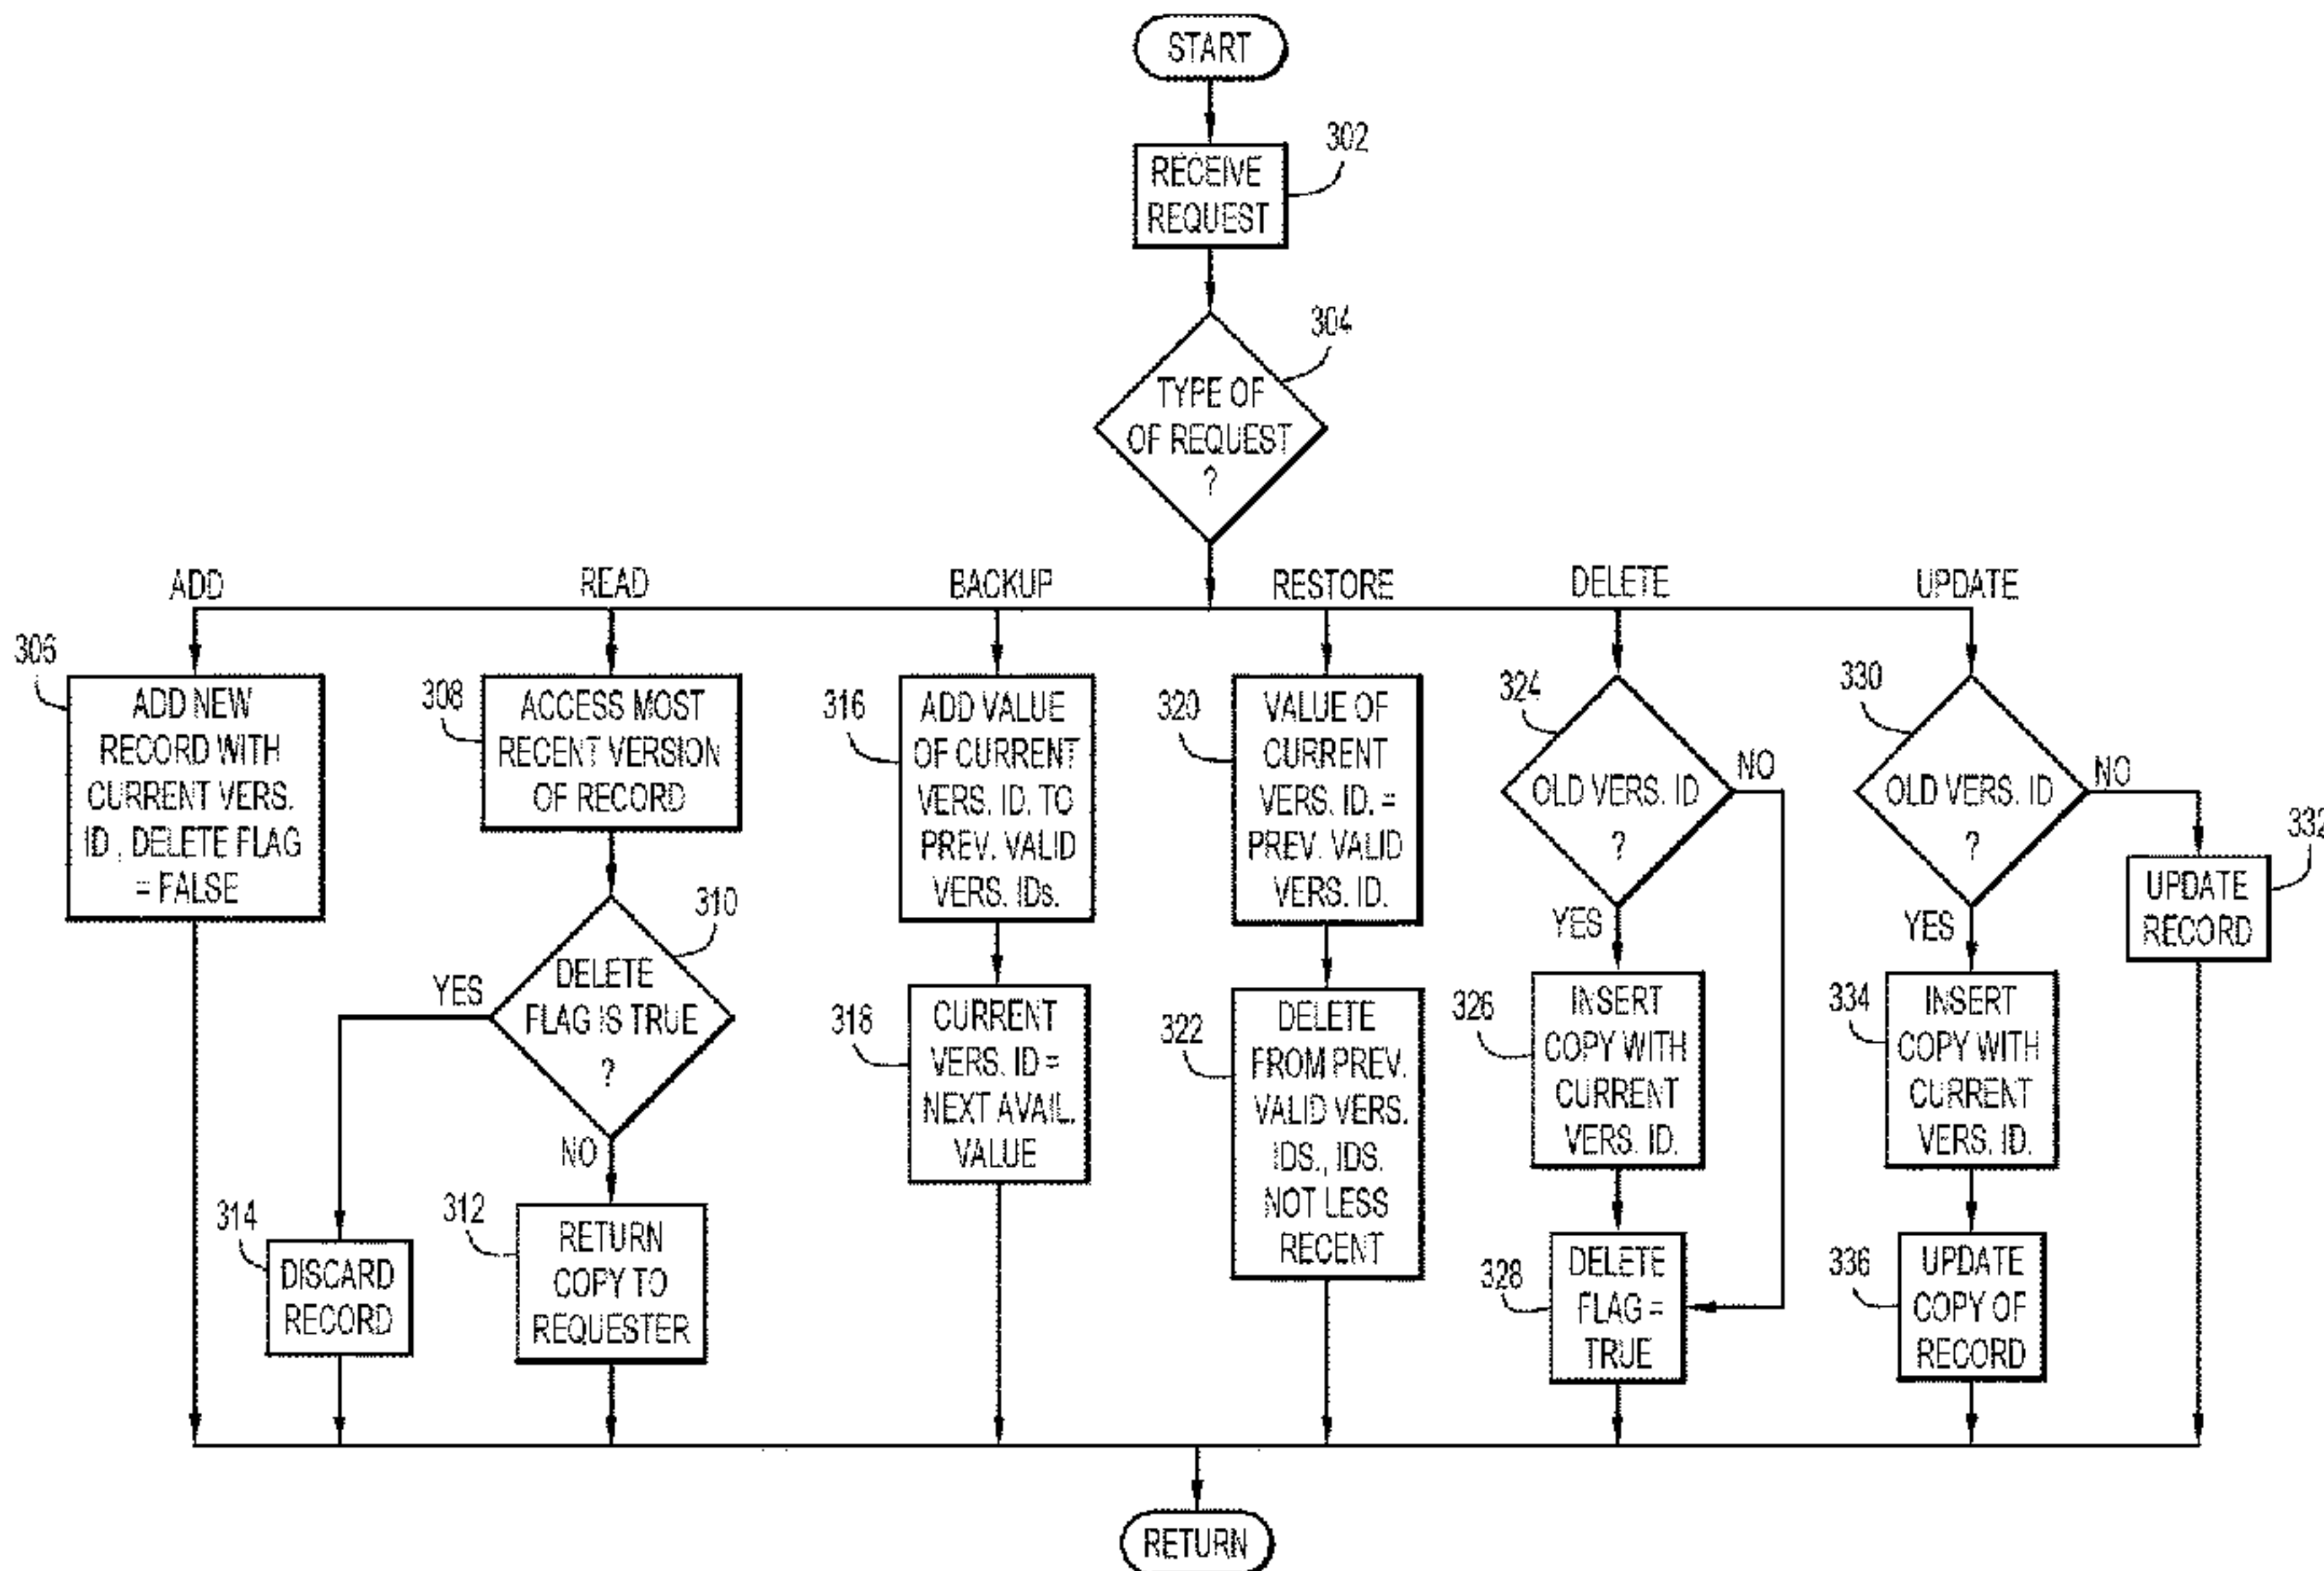 START
302
RECEIVE
REQUEST
304
TYPE OF
OF REQUEST
?
ADD
READ
BACKUP
RESTORE
DELETE
UPDATE
306
ADD NEW
RECORD WITH
CURRENT VERS.
ID , DELETE FLAG
= FALSE
308
ACCESS MOST
RECENT VERSION
OF RECORD
310
DELETE
FLAG IS TRUE
?
YES
NO
314
DISCARD
RECORD
312
RETURN
COPY TO
REQUESTER
316
ADD VALUE
OF CURRENT
VERS. ID. TO
PREV. VALID
VERS. IDs.
318
CURRENT
VERS. ID =
NEXT AVAIL.
VALUE
320
VALUE OF
CURRENT
VERS. ID. =
PREV. VALID
VERS. ID.
322
DELETE
FROM PREV.
VALID VERS.
IDS., IDS.
NOT LESS
RECENT
324
OLD VERS. ID
?
NO
YES
326
INSERT
COPY WITH
CURRENT
VERS. ID.
328
DELETE
FLAG =
TRUE
330
OLD VERS. ID
?
NO
YES
332
UPDATE
RECORD
334
INSERT
COPY WITH
CURRENT
VERS. ID.
336
UPDATE
COPY OF
RECORD
RETURN